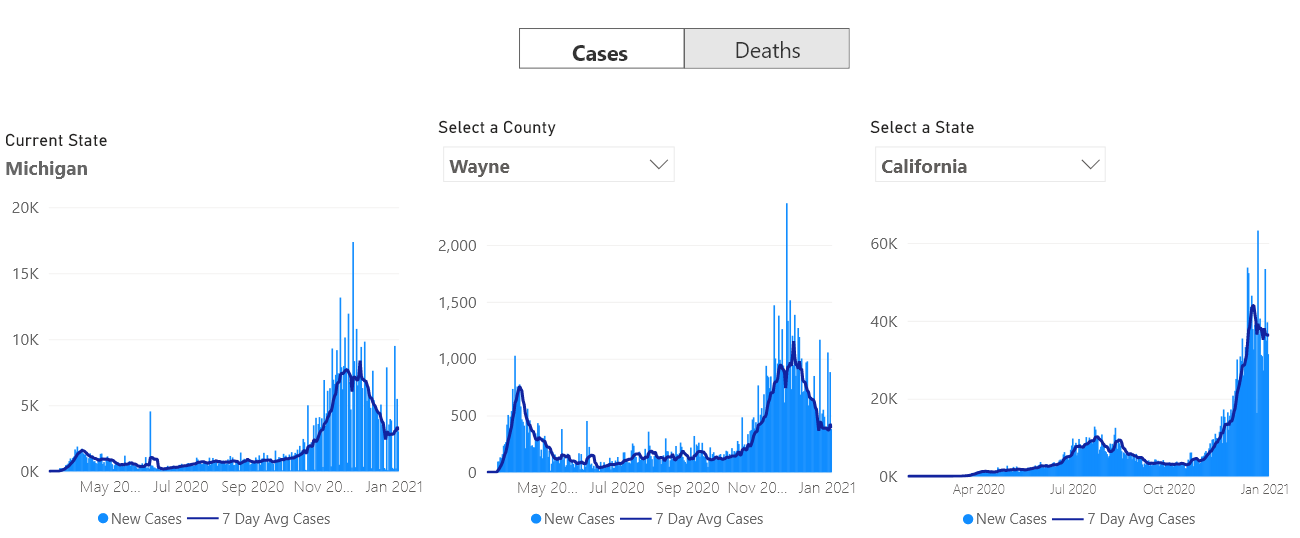 Cases
Deaths
Current State
Michigan
20K
15K
10K
5K
0K
May 20...
Jul 2020
Sep 2020
Nov 20...
Jan 2021
New Cases
7 Day Avg Cases
Select a County
Wayne
2,000
1,500
1,000
500
0
May 20...
Jul 2020
Sep 2020
Nov 20...
Jan 2021
New Cases
7 Day Avg Cases
Select a State
California
60K
40K
20K
0K
Apr 2020
Jul 2020
Oct 2020
Jan 2021
New Cases
7 Day Avg Cases